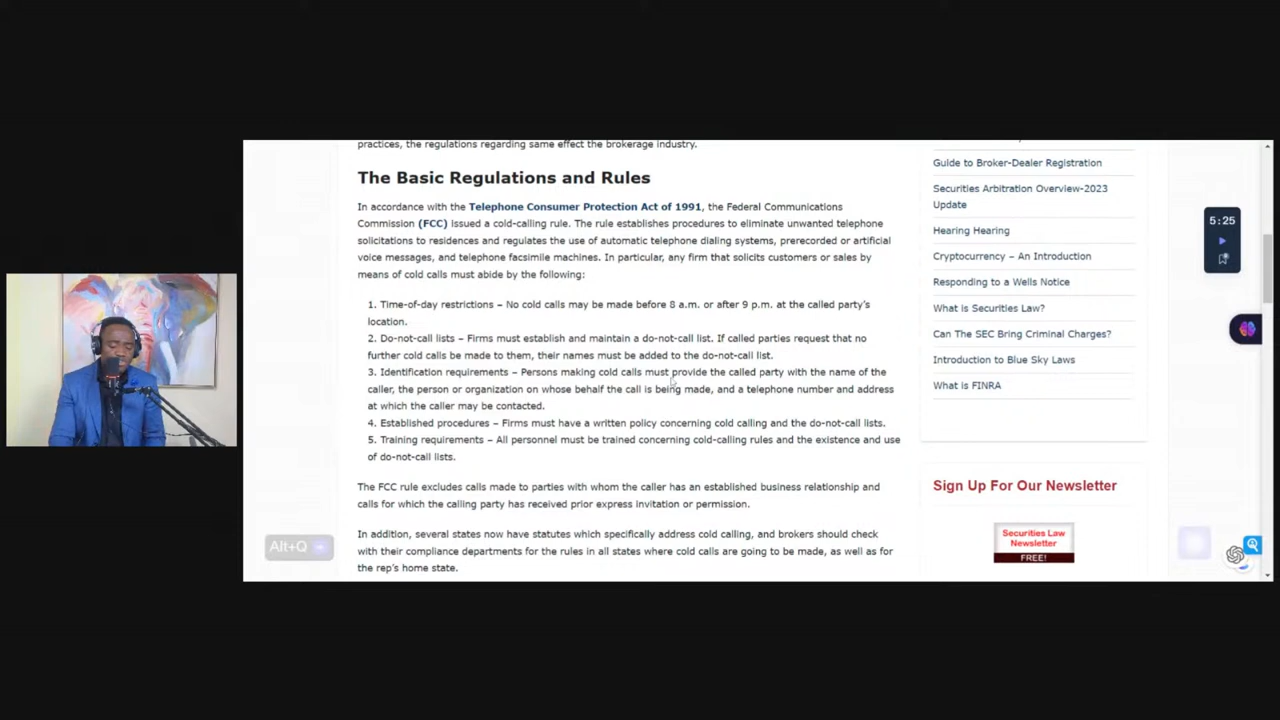 practices, the regulations regarding same effect the brokerage industry.
The Basic Regulations and Rules
In accordance with the Telephone Consumer Protection Act of 1991, the Federal Communications
Commission (FCC) issued a cold-calling rule. The rule establishes procedures to eliminate unwanted telephone
solicitations to residences and regulates the use of automatic telephone dialing systems, prerecorded or artificial
voice messages, and telephone facsimile machines. In particular, any firm that solicits customers or sales by
means of cold calls must abide by the following:
1. Time-of-day restrictions – No cold calls may be made before 8 a.m. or after 9 p.m. at the called party's
location.
2. Do-not-call lists – Firms must establish and maintain a do-not-call list. If called parties request that no
further cold calls be made to them, their names must be added to the do-not-call list.
3. Identification requirements – Persons making cold calls must provide the called party with the name of the
caller, the person or organization on whose behalf the call is being made, and a telephone number and address
at which the caller may be contacted.
4. Established procedures – Firms must have a written policy concerning cold calling and the do-not-call lists.
5. Training requirements – All personnel must be trained concerning cold-calling rules and the existence and use
of do-not-call lists.
The FCC rule excludes calls made to parties with whom the caller has an established business relationship and
calls for which the calling party has received prior express invitation or permission.
In addition, several states now have statutes which specifically address cold calling, and brokers should check
with their compliance departments for the rules in all states where cold calls are going to be made, as well as for
the rep's home state.
Alt+Q
Guide to Broker-Dealer Registration
Securities Arbitration Overview-2023
Update
Hearing Hearing
Cryptocurrency – An Introduction
Responding to a Wells Notice
What is Securities Law?
Can The SEC Bring Criminal Charges?
Introduction to Blue Sky Laws
What is FINRA
Sign Up For Our Newsletter
Securities Law
Newsletter
FREE!
5:25